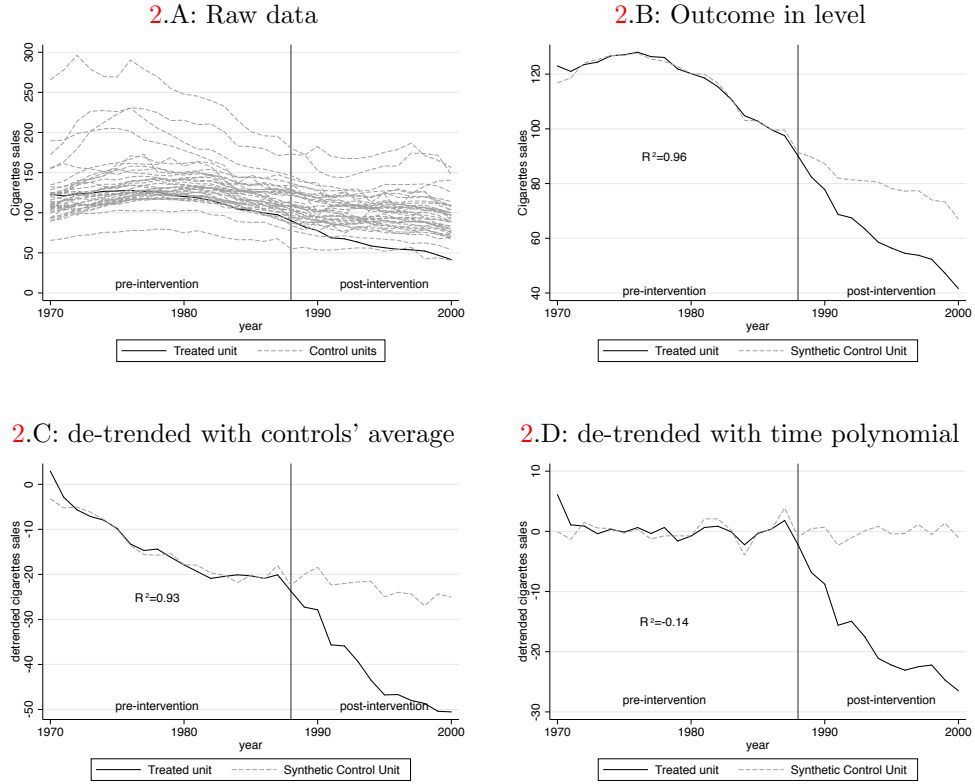 2.A: Raw data
Cigarettes sales
300
250
200
150
100
50
0
pre-intervention
post-intervention
1970
1980
1990
2000
year
Treated unit
Control units
2.B: Outcome in level
Cigarettes sales
120
100
80
60
40
R²=0.96
pre-intervention
post-intervention
1970
1980
1990
2000
year
Treated unit
Synthetic Control Unit
2.C: de-trended with controls' average
detrended cigarettes sales
0
-10
-20
-30
-40
-50
R²=0.93
pre-intervention
post-intervention
1970
1980
1990
2000
year
Treated unit
Synthetic Control Unit
2.D: de-trended with time polynomial
detrended cigarettes sales
10
0
-10
-20
-30
R²=-0.14
pre-intervention
post-intervention
1970
1980
1990
2000
year
Treated unit
Synthetic Control Unit